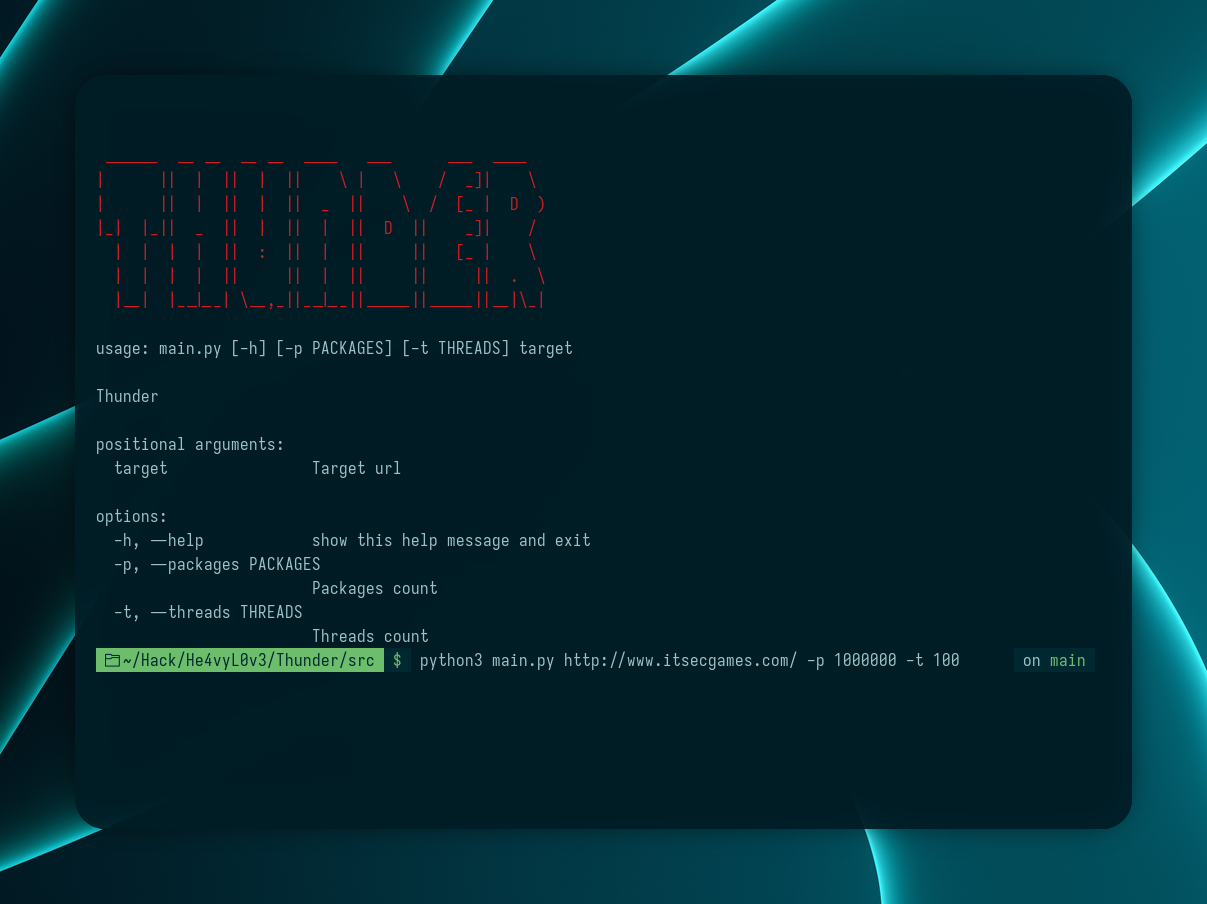 THUNDER
usage: main.py [-h] [-p PACKAGES] [-t THREADS] target
Thunder
positional arguments:
target Target url
options:
-h, --help show this help message and exit
-p, --packages PACKAGES
Packages count
-t, --threads THREADS
Threads count
~/Hack/He4vyL0v3/Thunder/src $ python3 main.py http://www.itsecgames.com/ -p 1000000 -t 100 on main